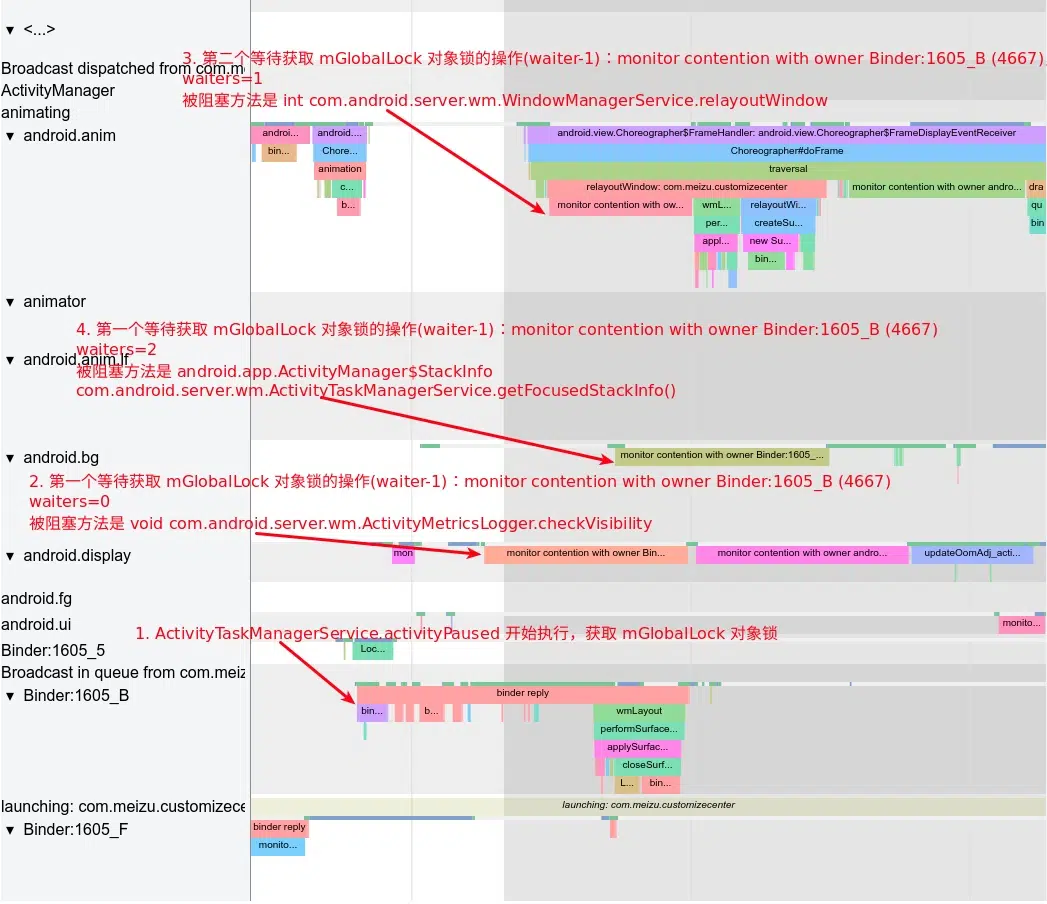 ▼ <...>
3. 第二个等待获取 mGlobalLock 对象锁的操作(waiter-1)：monitor contention with owner Binder:1605_B (4667)
Broadcast dispatched from com.m
waiters=1
ActivityManager
被阻塞方法是 int com.android.server.wm.WindowManagerService.relayoutWindow
animating
▼ android.anim
androi... android.... android.view.Choreographer$FrameHandler: android.view.Choreographer$FrameDisplayEventReceiver
bin... Chore... Choreographer#doFrame
animation traversal
c... relayoutWindow: com.meizu.customizecenter monitor contention with owner andro... dra
b... monitor contention with ow... wmL... relayoutWi... qu
per... createSu... bin
appl... new Su...
bin...
▼ animator
4. 第一个等待获取 mGlobalLock 对象锁的操作(waiter-1)：monitor contention with owner Binder:1605_B (4667)
waiters=2
▼ android.anim.lf
被阻塞方法是 android.app.ActivityManager$StackInfo
com.android.server.wm.ActivityTaskManagerService.getFocusedStackInfo()
▼ android.bg
monitor contention with owner Binder:1605_...
2. 第一个等待获取 mGlobalLock 对象锁的操作(waiter-1)：monitor contention with owner Binder:1605_B (4667)
waiters=0
被阻塞方法是 void com.android.server.wm.ActivityMetricsLogger.checkVisibility
▼ android.display
mon monitor contention with owner Bin... monitor contention with owner andro... updateOomAdj_acti...
android.fg
android.ui
monito...
1. ActivityTaskManagerService.activityPaused 开始执行，获取 mGlobalLock 对象锁
Binder:1605_5
Loc...
Broadcast in queue from com.meiz
▼ Binder:1605_B
binder reply
bin... b... wmLayout
performSurface...
applySurfac...
closeSurf...
L... bin...
launching: com.meizu.customizece
launching: com.meizu.customizecenter
▼ Binder:1605_F
binder reply
monito...